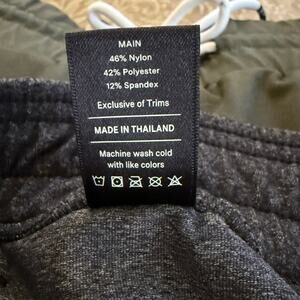 MAIN
46% Nylon
42% Polyester
12% Spandex
Exclusive of Trims
MADE IN THAILAND
Machine wash cold
with like colors